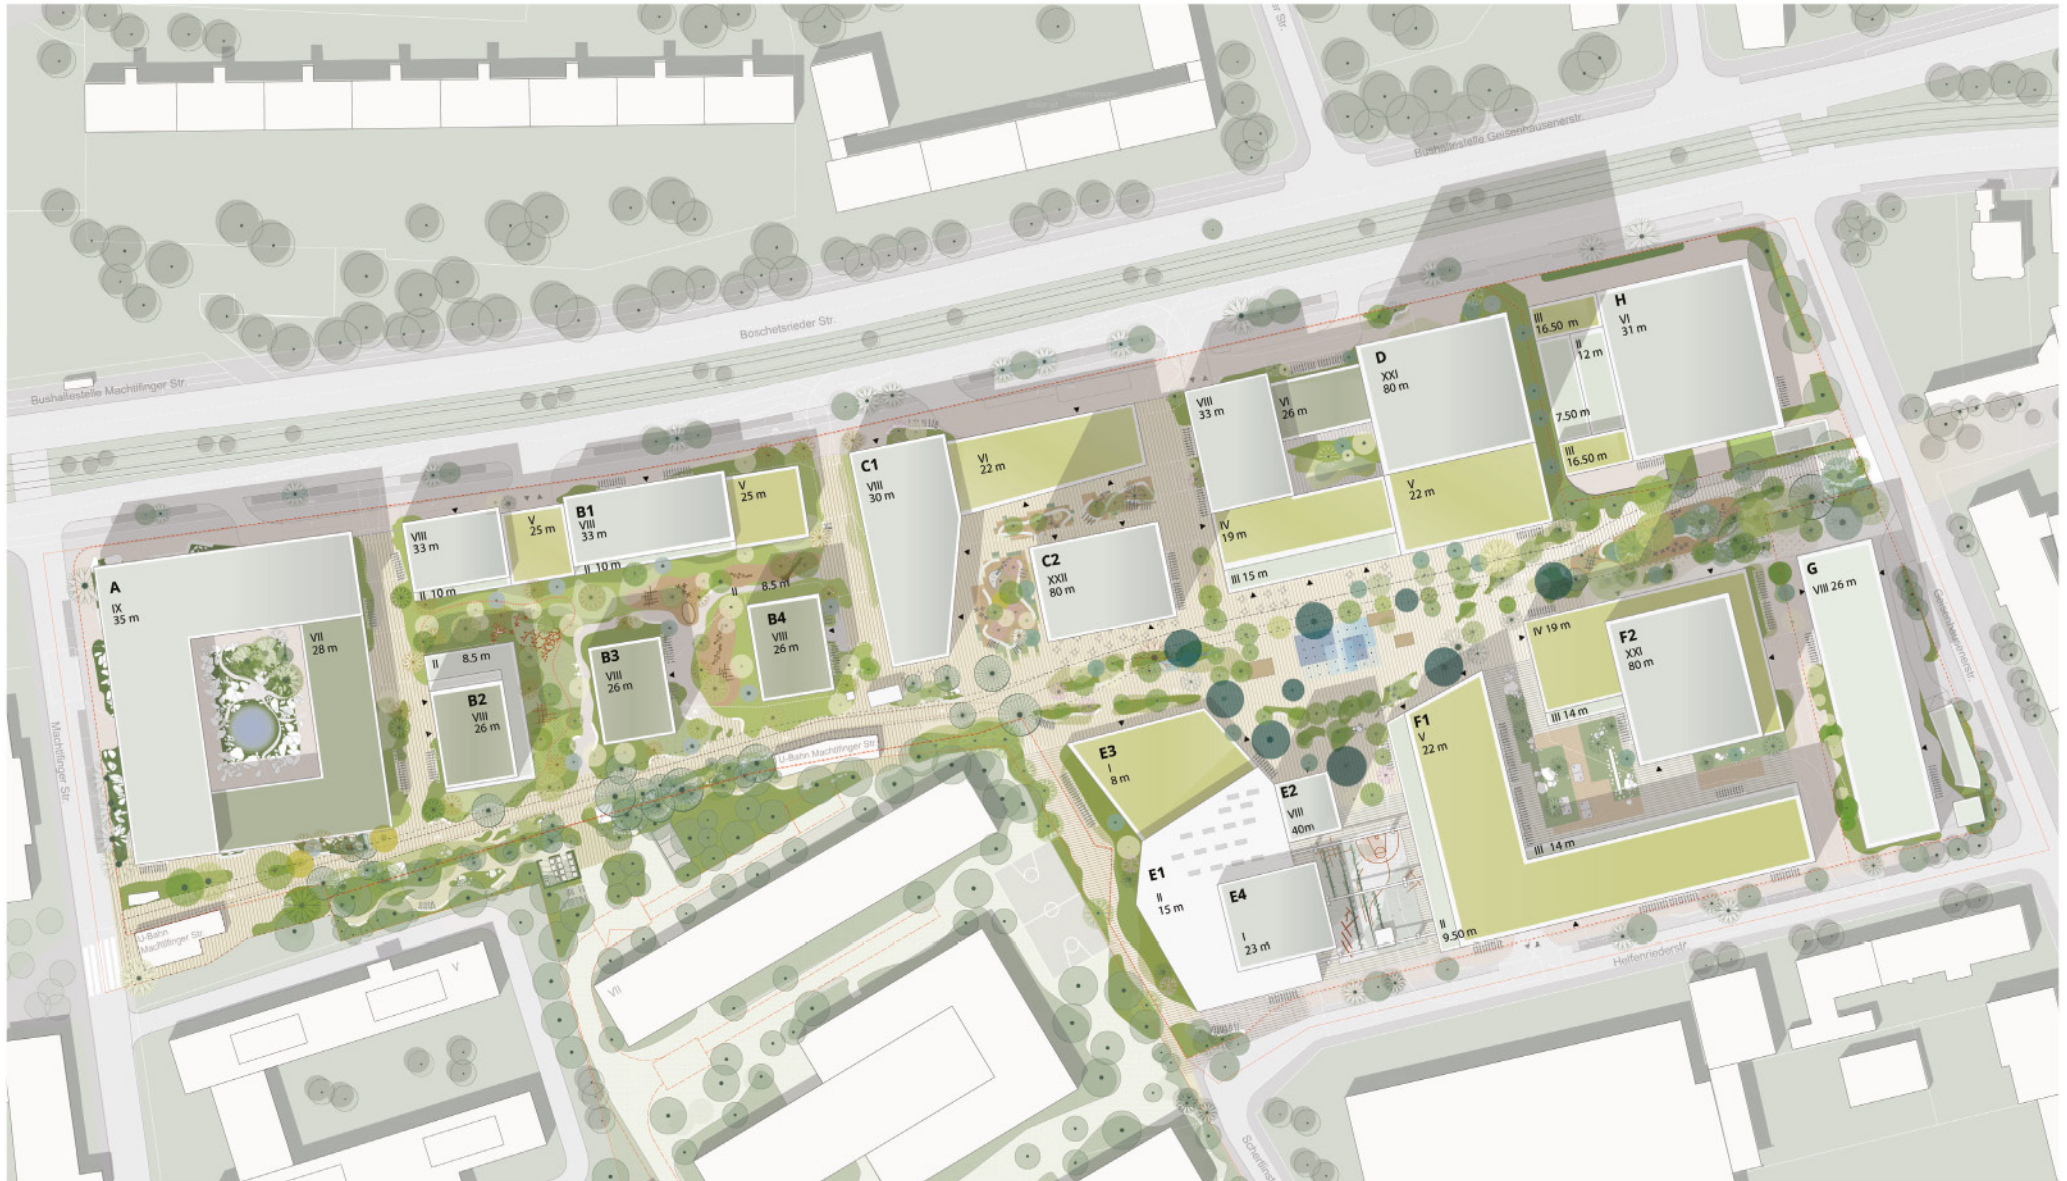 Bushaltestelle Geisenhausenerstr.
Boschetsrieder Str.
Bushaltestelle Machtlfinger Str.
H
VI
31 m
III
16.50 m
II
12 m
7.50 m
III
16.50 m
D
XXI
80 m
VI
26 m
VIII
33 m
V
22 m
IV
19 m
III 15 m
VI
22 m
C1
VIII
30 m
C2
XXII
80 m
V
25 m
B1
VIII
33 m
II 10 m
V
25 m
VIII
33 m
II 10 m
A
IX
35 m
VII
28 m
II
8.5 m
B2
VIII
26 m
B3
VIII
26 m
II
8.5 m
B4
VIII
26 m
G
VIII 26 m
IV 19 m
F2
XXI
80 m
III 14 m
F1
V
22 m
III 14 m
II
9.50 m
E3
I
8 m
E2
VIII
40m
E1
II
15 m
E4
I
23 m
U-Bahn Machtlfinger Str.
U-Bahn
Machtlfinger Str.
Machtlfinger Str.
Geisenhausenerstr.
Helfenriederstr.
V
VII